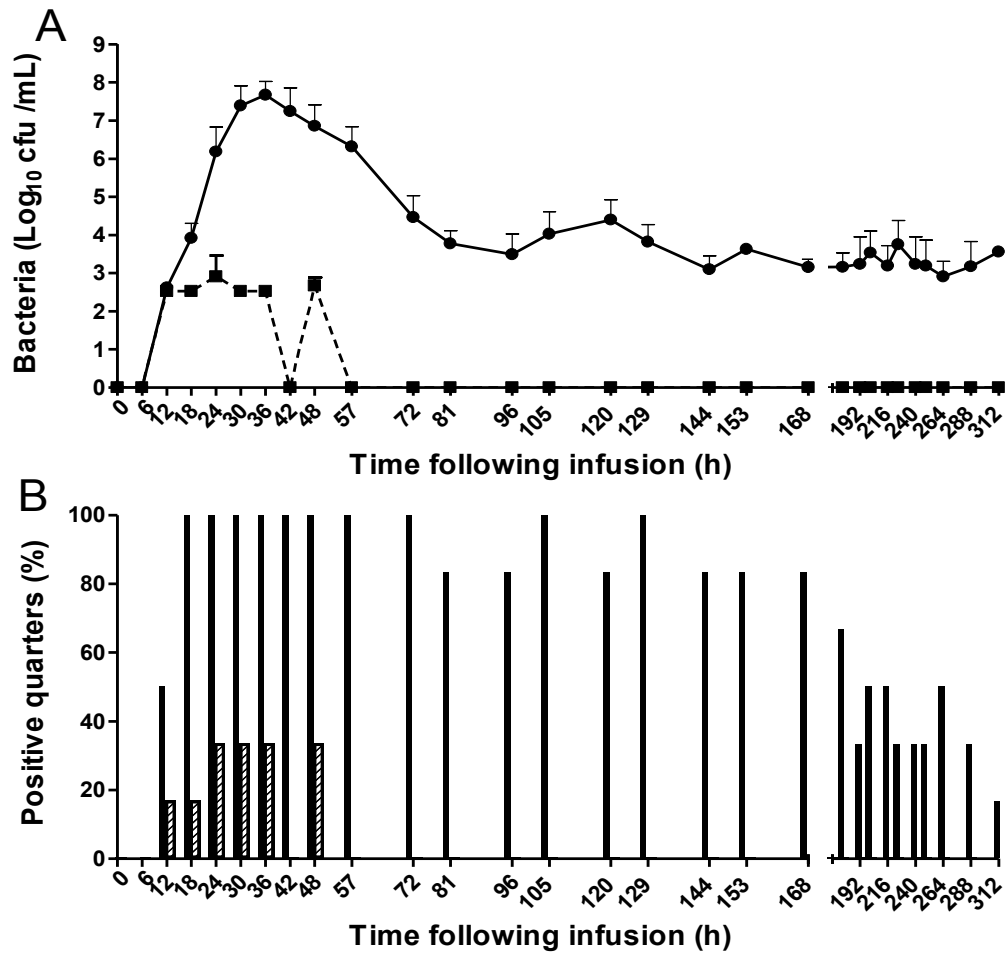 A
Bacteria (Log10 cfu /mL)
9
8
7
6
5
4
3
2
1
0
0 6 12 18 24 30 36 42 48 57 72 81 96 105 120 129 144 153 168 192 216 240 264 288 312
Time following infusion (h)
B
Positive quarters (%)
100
80
60
40
20
0
0 6 12 18 24 30 36 42 48 57 72 81 96 105 120 129 144 153 168 192 216 240 264 288 312
Time following infusion (h)